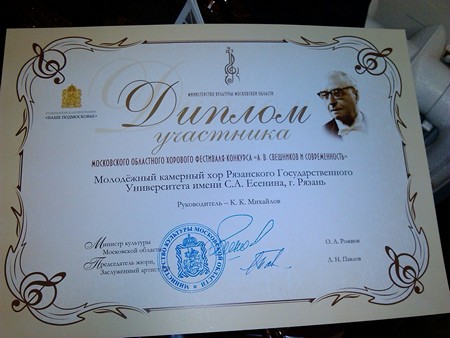 МИНИСТЕРСТВО КУЛЬТУРЫ МОСКОВСКОЙ ОБЛАСТИ
«НАШЕ ПОДМОСКОВЬЕ»
Диплом
участника
МОСКОВСКОГО ОБЛАСТНОГО ХОРОВОГО ФЕСТИВАЛЯ-КОНКУРСА «А. В. СВЕШНИКОВ И СОВРЕМЕННОСТЬ»
Молодёжный камерный хор Рязанского Государственного
Университета имени С.А. Есенина, г. Рязань
Руководитель – К. К. Михайлов
Министр культуры
Московской области
О. А. Рожнов
Председатель жюри,
Заслуженный артист
Л. Н. Павлов
МИНИСТЕРСТВО КУЛЬТУРЫ МОСКОВСКОЙ